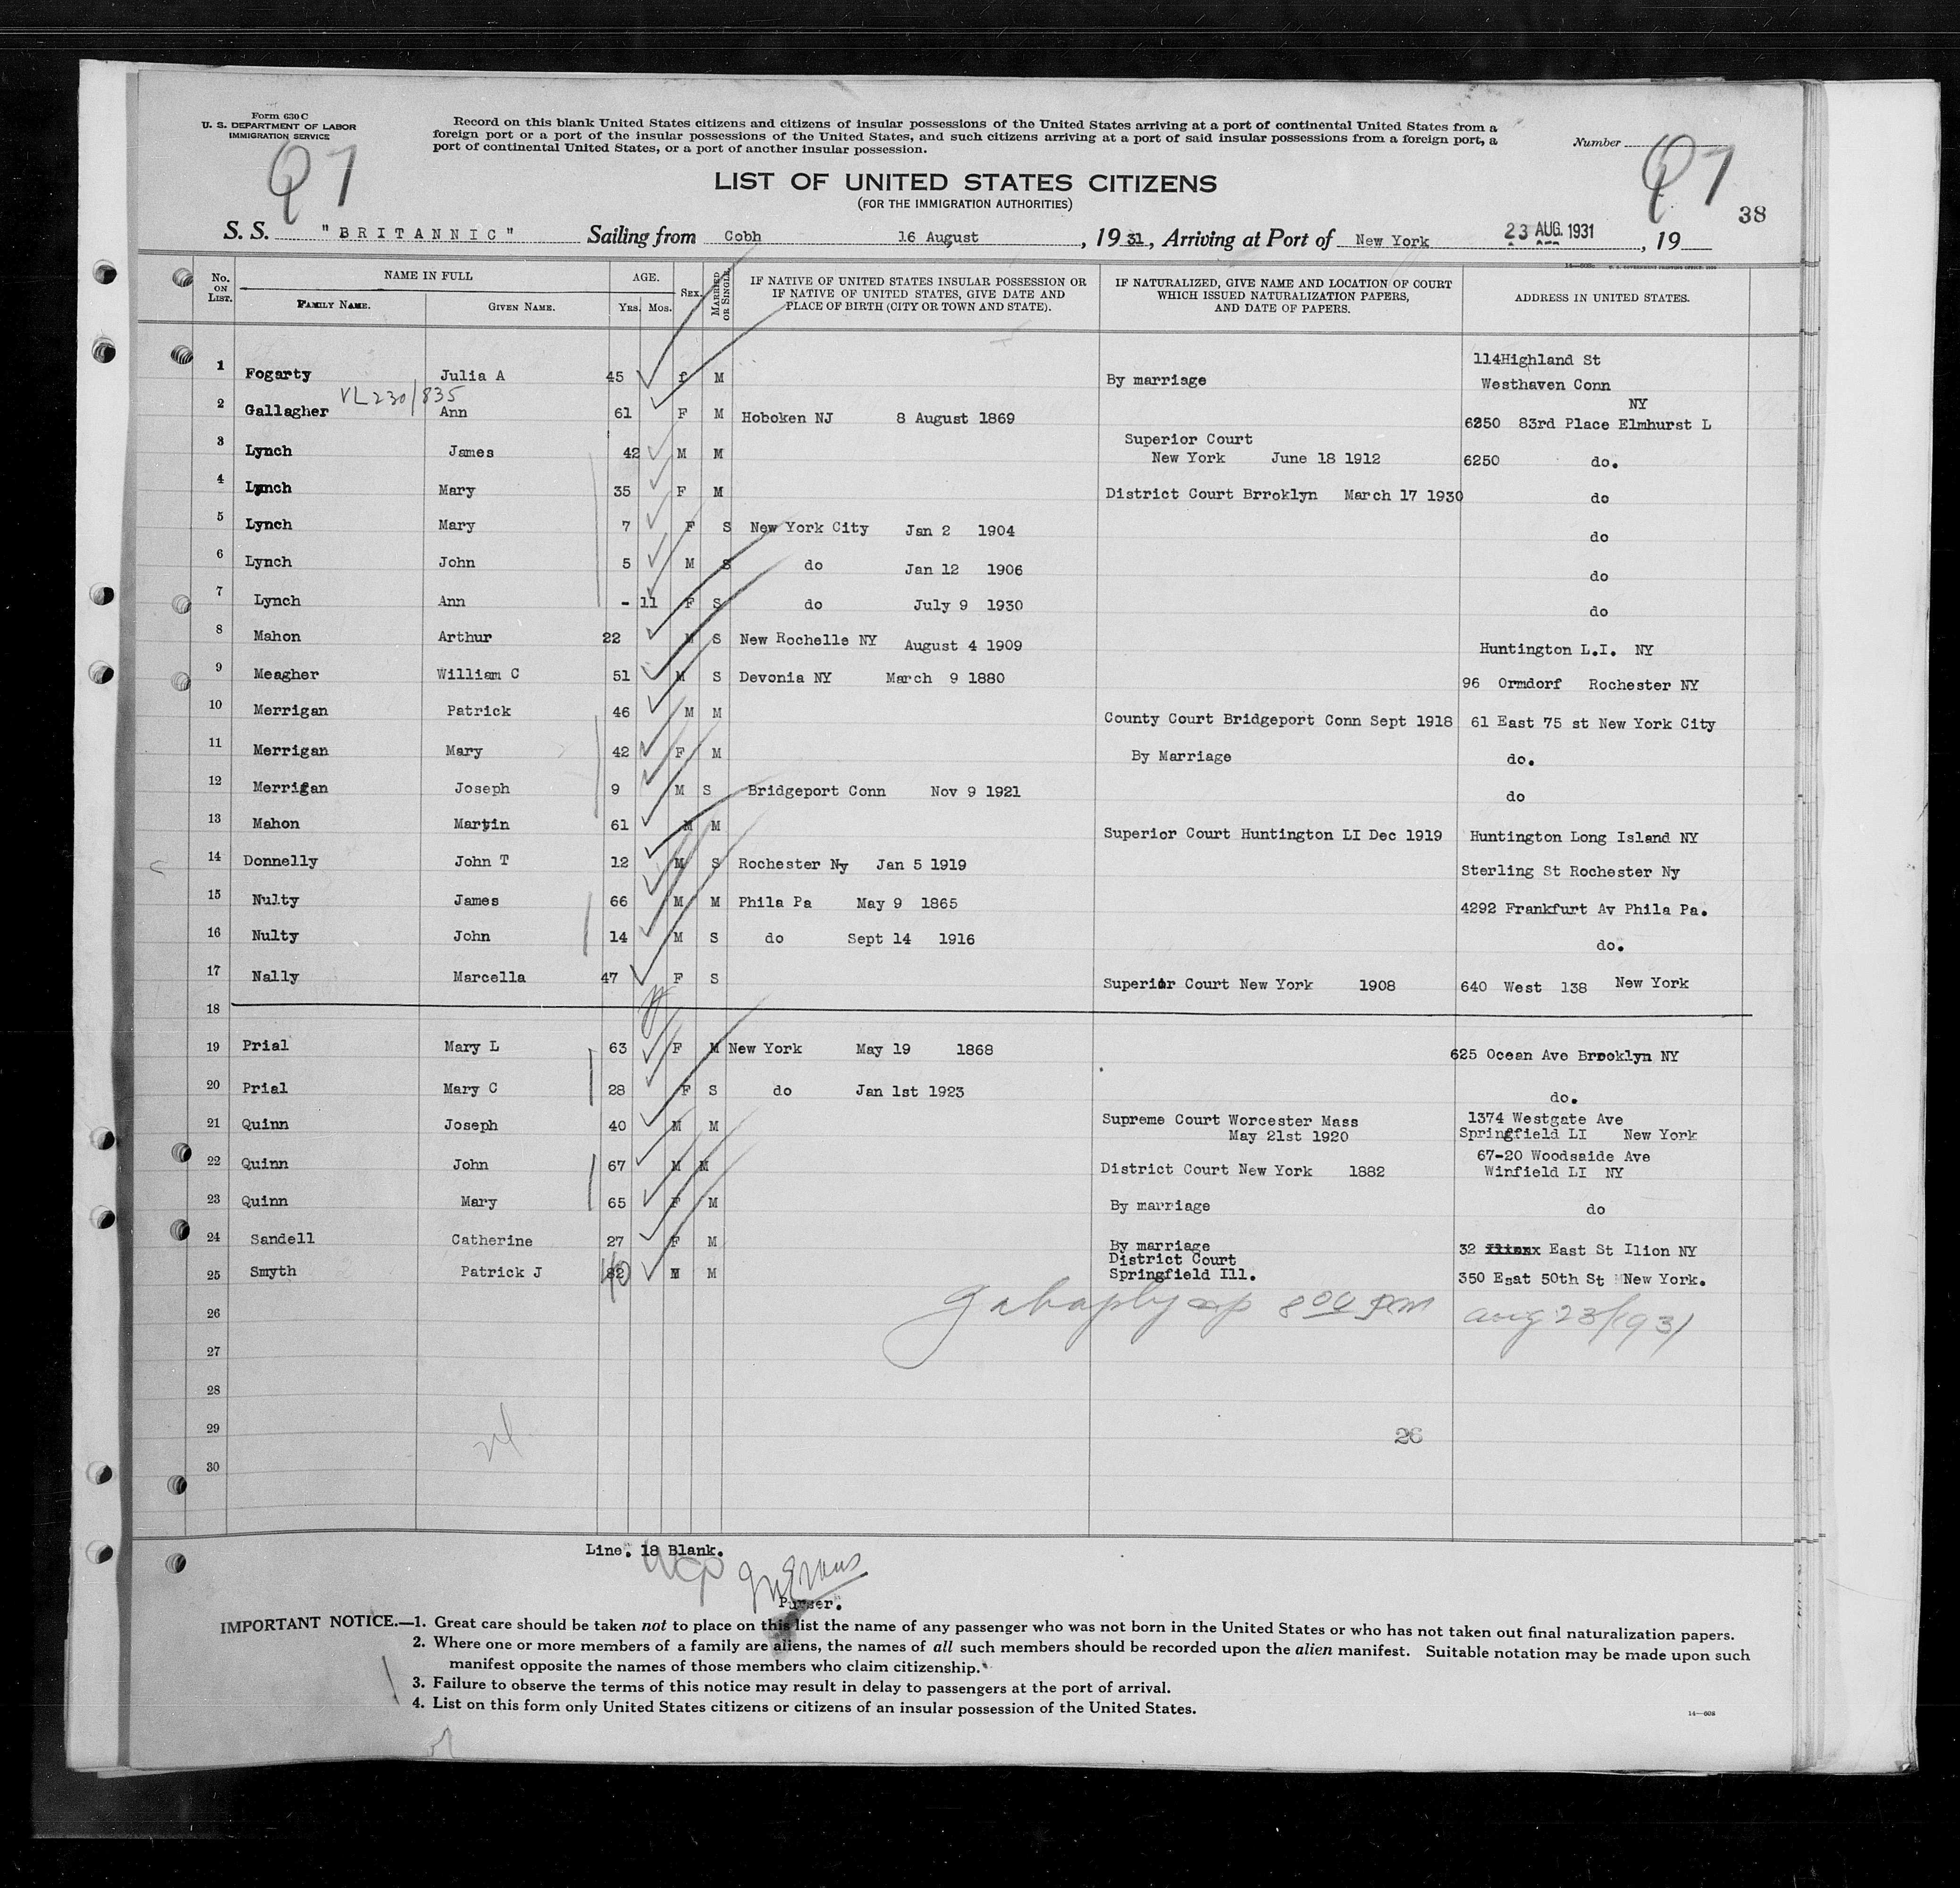 Form 630 C
U. S. DEPARTMENT OF LABOR
IMMIGRATION SERVICE
Record on this blank United States citizens and citizens of insular possessions of the United States arriving at a port of continental United States from a
foreign port or a port of the insular possessions of the United States, and such citizens arriving at a port of said insular possessions from a foreign port, a
port of continental United States, or a port of another insular possession.
Number
38
LIST OF UNITED STATES CITIZENS
(FOR THE IMMIGRATION AUTHORITIES)
S. S. "BRITANNIC" Sailing from Cobh 16 August, 1931, Arriving at Port of New York 23 AUG. 1931, 19
No. ON LIST. NAME IN FULL FAMILY NAME. GIVEN NAME. AGE. YRS. MOS. SEX. MARRIED OR SINGLE. IF NATIVE OF UNITED STATES INSULAR POSSESSION OR IF NATIVE OF UNITED STATES, GIVE DATE AND PLACE OF BIRTH (CITY OR TOWN AND STATE). IF NATURALIZED, GIVE NAME AND LOCATION OF COURT WHICH ISSUED NATURALIZATION PAPERS, AND DATE OF PAPERS. ADDRESS IN UNITED STATES.
1 Fogarty Julia A 45 f M By marriage 114Highland St Westhaven Conn
VL230/835
2 Gallagher Ann 61 F M Hoboken NJ 8 August 1869 6250 83rd Place Elmhurst L NY
3 Lynch James 42 M M Superior Court New York June 18 1912 6250 do.
4 Lynch Mary 35 F M District Court Brroklyn March 17 1930 do
5 Lynch Mary 7 F S New York City Jan 2 1904 do
6 Lynch John 5 M S do Jan 12 1906 do
7 Lynch Ann - 11 F S do July 9 1930 do
8 Mahon Arthur 22 M S New Rochelle NY August 4 1909 Huntington L.I. NY
9 Meagher William C 51 M S Devonia NY March 9 1880 96 Ormdorf Rochester NY
10 Merrigan Patrick 46 M M County Court Bridgeport Conn Sept 1918 61 East 75 st New York City
11 Merrigan Mary 42 F M By Marriage do.
12 Merrigan Joseph 9 M S Bridgeport Conn Nov 9 1921 do
13 Mahon Martin 61 M M Superior Court Huntington LI Dec 1919 Huntington Long Island NY
14 Donnelly John T 12 M S Rochester Ny Jan 5 1919 Sterling St Rochester Ny
15 Nulty James 66 M M Phila Pa May 9 1865 4292 Frankfurt Av Phila Pa.
16 Nulty John 14 M S do Sept 14 1916 do.
17 Nally Marcella 47 F S Superior Court New York 1908 640 West 138 New York
18
19 Prial Mary L 63 F M New York May 19 1868 625 Ocean Ave Brooklyn NY
20 Prial Mary C 28 F S do Jan 1st 1923 do.
21 Quinn Joseph 40 M M Supreme Court Worcester Mass May 21st 1920 1374 Westgate Ave Springfield LI New York
22 Quinn John 67 M M District Court New York 1882 67-20 Woodsaide Ave Winfield LI NY
23 Quinn Mary 65 F M By marriage do
24 Sandell Catherine 27 F M By marriage 32 East St Ilion NY
25 Smyth Patrick J 40 M M District Court Springfield Ill. 350 Esat 50th St New York.
26 8 00 pm aug 23/1931
27
28
29
26
30
Line. 18 Blank.
Purser.
IMPORTANT NOTICE.—1. Great care should be taken not to place on this list the name of any passenger who was not born in the United States or who has not taken out final naturalization papers.
2. Where one or more members of a family are aliens, the names of all such members should be recorded upon the alien manifest. Suitable notation may be made upon such
manifest opposite the names of those members who claim citizenship.
3. Failure to observe the terms of this notice may result in delay to passengers at the port of arrival.
4. List on this form only United States citizens or citizens of an insular possession of the United States.
14—608